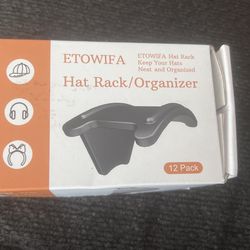 ETOWIFA
ETOWIFA Hat Rack
Keep Your Hats
Neat and Organized
Hat Rack/Organizer
12 Pack